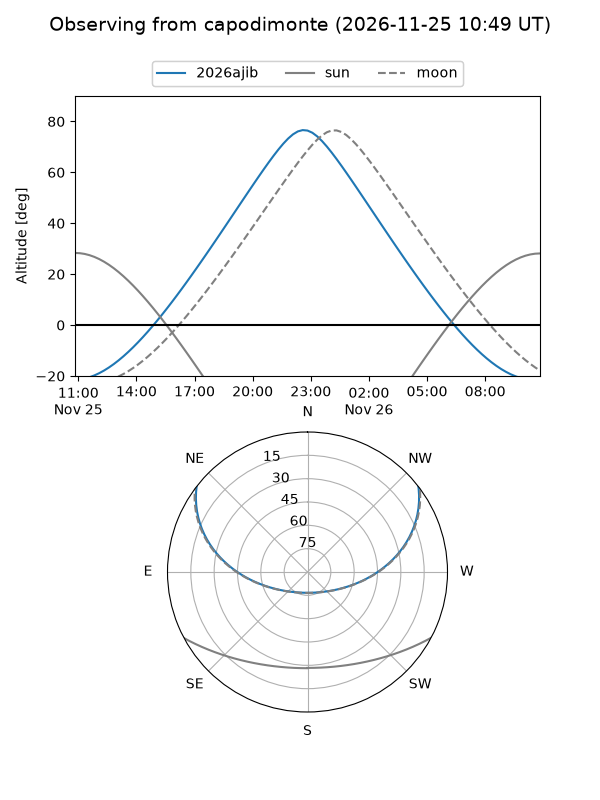 Observing from capodimonte (2026-11-25 10:49 UT)
2026ajib sun moon
Altitude [deg]
80
60
40
20
0
−20
11:00 14:00 17:00 20:00 23:00 02:00 05:00 08:00
Nov 25 Nov 26
N
NE NW
15
30
45
60
75
E W
SE SW
S